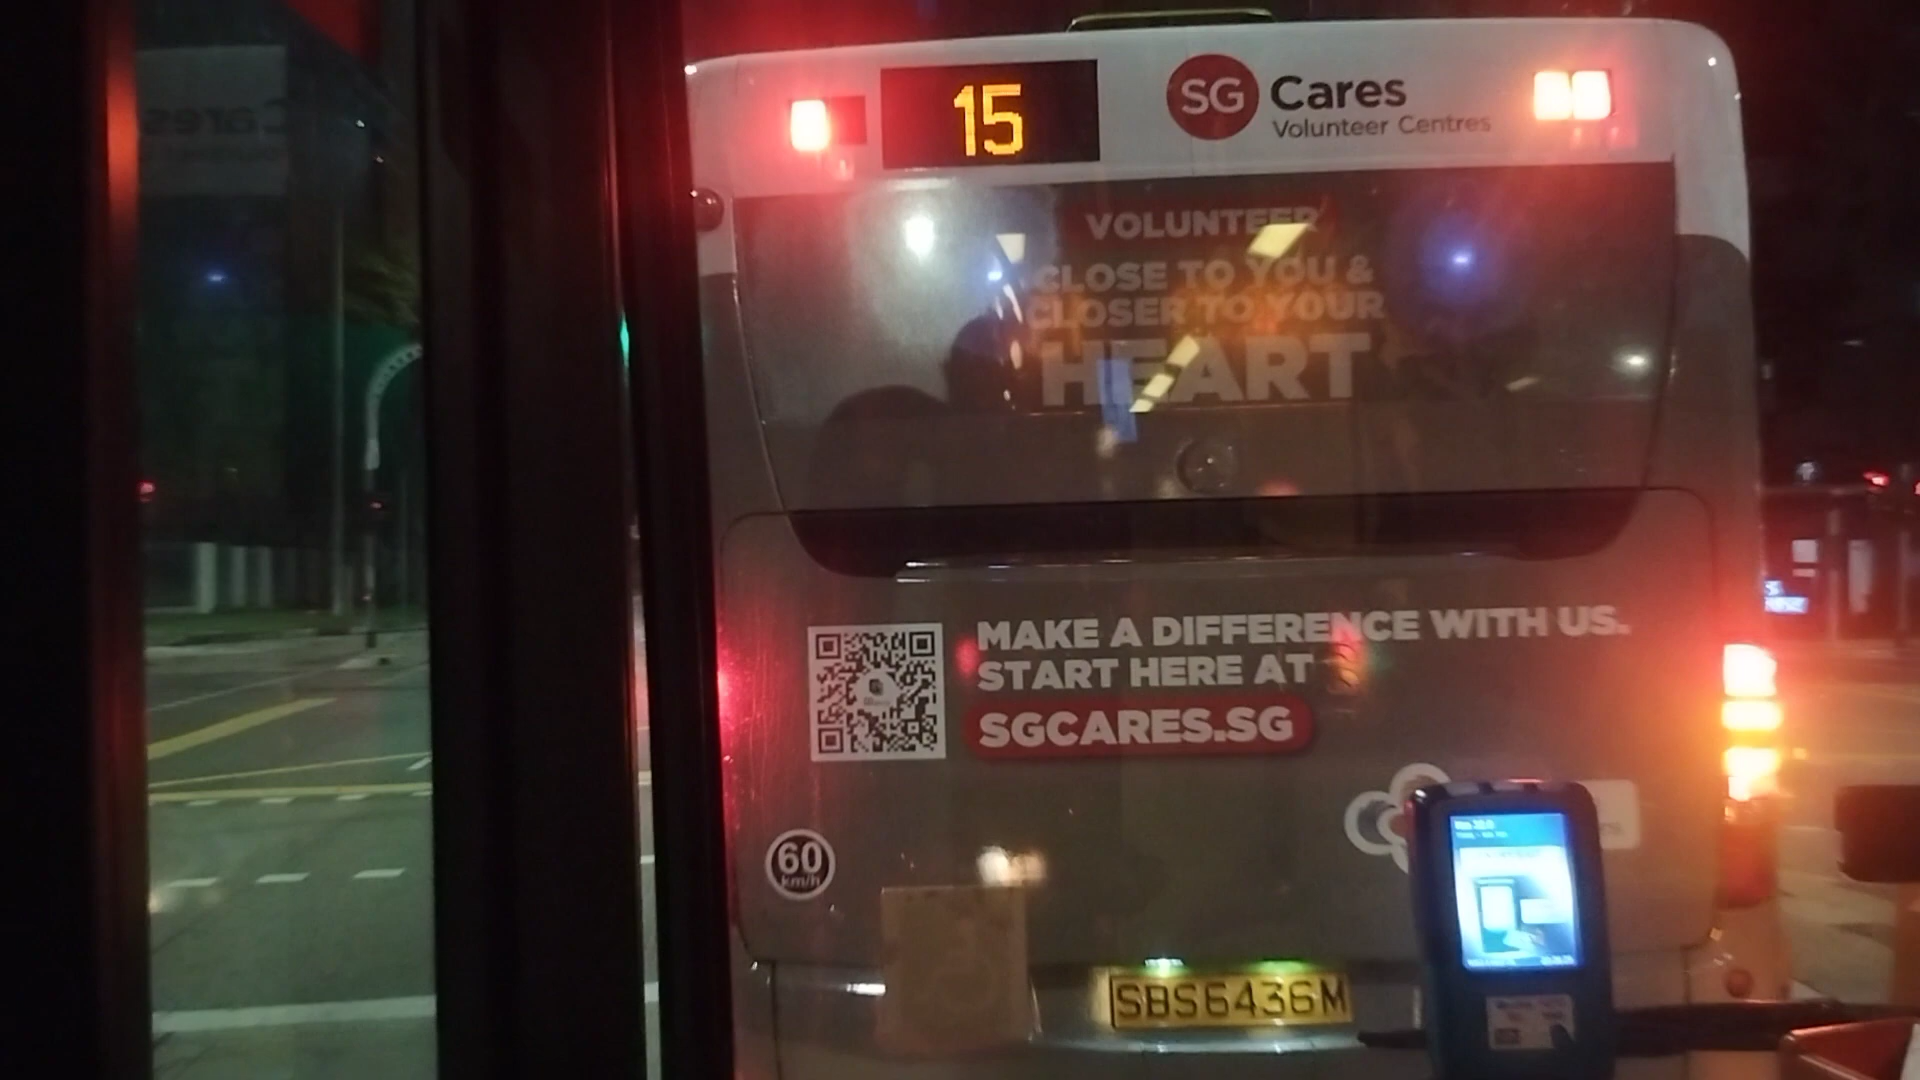 15
SG Cares
Volunteer Centres
VOLUNTEER
CLOSE TO YOU &
CLOSER TO YOUR
HEART
MAKE A DIFFERENCE WITH US.
START HERE AT
SGCARES.SG
60
km/h
SBS6436M